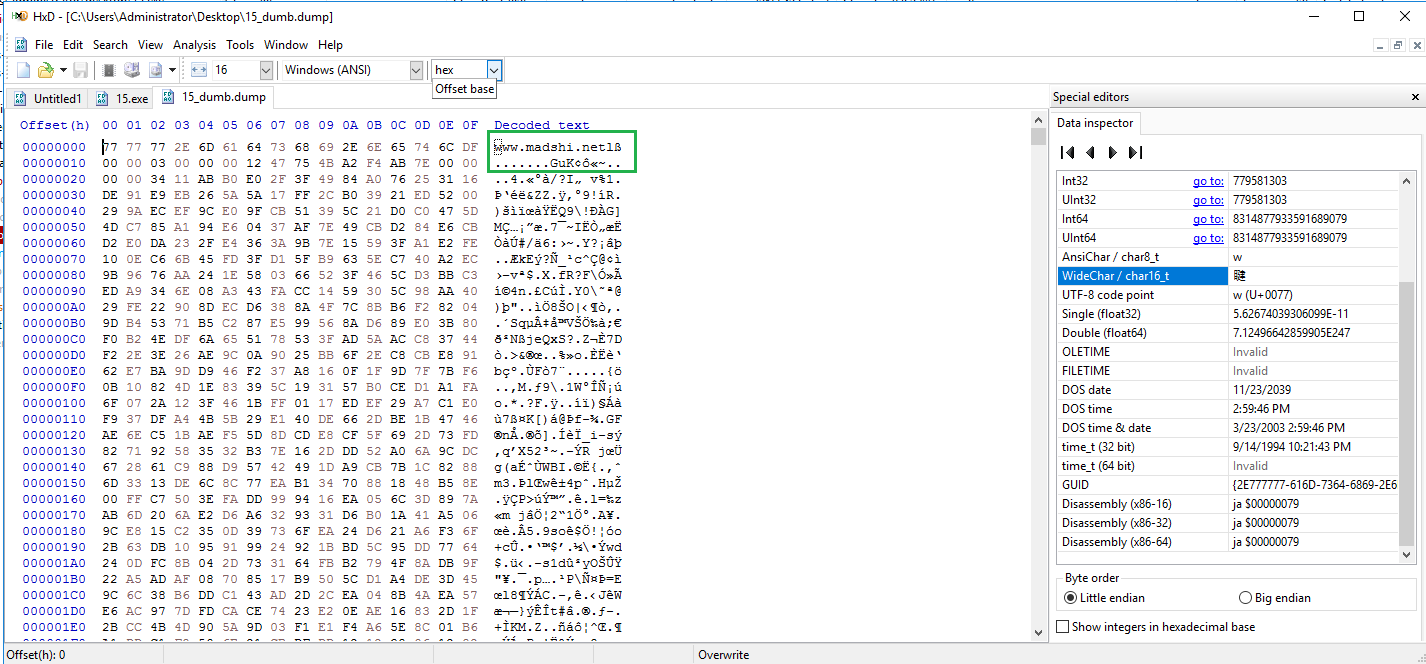 HxD - [C:\Users\Administrator\Desktop\15_dumb.dump]
File Edit Search View Analysis Tools Window Help
16 Windows (ANSI) hex
Offset base
Untitled1 15.exe 15_dumb.dump
Special editors
Data inspector
Offset(h) 00 01 02 03 04 05 06 07 08 09 0A 0B 0C 0D 0E 0F Decoded text
00000000 77 77 77 2E 6D 61 64 73 68 69 2E 6E 65 74 6C DF www.madshi.netlß
00000010 00 00 03 00 00 00 12 47 75 4B A2 F4 AB 7E 00 00 .......GuK¢ô«~..
00000020 00 00 34 11 AB B0 E0 2F 3F 49 84 A0 76 25 31 16 ..4.«°à/?I„ v%1.
00000030 DE 91 E9 EB 26 5A 5A 17 FF 2C B0 39 21 ED 52 00 Þ‘éë&ZZ.ÿ,°9!íR.
00000040 29 9A EC EF 9C E0 9F CB 51 39 5C 21 D0 C0 47 5D )šìïœàŸËQ9\!ÐÀG]
00000050 4D C7 85 A1 94 E6 04 37 AF 7E 49 CB D2 84 E6 CB MÇ…¡”æ.7¯~IËÒ„æË
00000060 D2 E0 DA 23 2F E4 36 3A 9B 7E 15 59 3F A1 E2 FE ÒàÚ#/ä6:›~.Y?¡âþ
00000070 10 0E C6 6B 45 FD 3F D1 5F B9 63 5E C7 40 A2 EC ..ÆkEý?Ñ_¹c^Ç@¢ì
00000080 9B 96 76 AA 24 1E 58 03 66 52 3F 46 5C D3 BB C3 ›–vª$.X.fR?F\Ó»Ã
00000090 ED A9 34 6E 08 A3 43 FA CC 14 59 30 5C 98 AA 40 í©4n.£CúÌ.Y0\˜ª@
000000A0 29 FE 22 90 8D EC D6 38 8A 4F 7C 8B B6 F2 82 04 )þ"..ìÖ8ŠO|‹¶ò‚.
000000B0 9D B4 53 71 B5 C2 87 E5 99 56 8A D6 89 E0 3B 80 .´SqµÂ‡å™VŠÖ‰à;€
000000C0 F0 B2 4E DF 6A 65 51 78 53 3F AD 5A AC C8 37 44 ð²NßjeQxS?.Z¬È7D
000000D0 F2 2E 3E 26 AE 9C 0A 90 25 BB 6F 2E C8 CB E8 91 ò.>&®œ..%»o.ÈËè‘
000000E0 62 E7 BA 9D D9 46 F2 37 A8 16 0F 1F 9D 7F 7B F6 bçº.ÙFò7¨.....{ö
000000F0 0B 10 82 4D 1E 83 39 5C 19 31 57 B0 CE D1 A1 FA ..‚M.ƒ9\.1W°ÎÑ¡ú
00000100 6F 07 2A 12 3F 46 1B FF 01 17 ED EF 29 A7 C1 E0 o.*.?F.ÿ..íï)§Áà
00000110 F9 37 DF A4 4B 5B 29 E1 40 DE 66 2D BE 1B 47 46 ù7ß¤K[)á@Þf-¾.GF
00000120 AE 6E C5 1B AE F5 5D 8D CD E8 CF 5F 69 2D 73 FD ®nÅ.®õ].ÍèÏ_i-sý
00000130 82 71 92 58 35 32 B3 7E 16 2D DD 52 A0 6A 9C DC ‚q’X52³~.-ÝR jœÜ
00000140 67 28 61 C9 88 D9 57 42 49 1D A9 CB 7B 1C 82 88 g(aÉˆÙWBI.©Ë{.‚ˆ
00000150 6D 33 13 DE 6C 8C 77 EA B1 34 70 88 18 48 B5 8E m3.ÞlŒwê±4pˆ.HµŽ
00000160 00 FF C7 50 3E FA DD 99 94 16 EA 05 6C 3D 89 7A .ÿÇP>úÝ™”.ê.l=‰z
00000170 AB 6D 20 6A E2 D6 A6 32 93 31 D6 B0 1A 41 A5 06 «m jâÖ¦2“1Ö°.A¥.
00000180 9C E8 15 C2 35 0D 39 73 6F EA 24 D6 21 A6 F3 6F œè.Â5.9soê$Ö!¦óo
00000190 2B 63 DB 10 95 91 99 24 92 1B BD 5C 95 DD 77 64 +cÛ.•‘™$’.½\•Ýwd
000001A0 24 0D FC 8B 04 2D 73 31 64 FB B2 79 4F 8A DB 9F $.ü‹.-s1dû²yOŠÛŸ
000001B0 22 A5 AD AF 08 70 85 17 B9 50 5C D1 A4 DE 3D 45 "¥.¯.p….¹P\Ñ¤Þ=E
000001C0 9C 6C 38 B6 DD C1 43 AD 2D 2C EA 04 8B 4A EA 57 œl8¶ÝÁC.-,ê.‹JêW
000001D0 E6 AC 97 7D FD CA CE 74 23 E2 0E AE 16 83 2D 1F æ¬—}ýÊÎt#â.®.ƒ-.
000001E0 2B CC 4B 4D 90 5A 9D 03 F1 E1 F4 A6 5E 8C 01 B6 +ÌKM.Z..ñáô¦^Œ.¶
Int32 go to: 779581303
UInt32 go to: 779581303
Int64 go to: 8314877933591689079
UInt64 go to: 8314877933591689079
AnsiChar / char8_t w
WideChar / char16_t
UTF-8 code point w (U+0077)
Single (float32) 5.62674039306099E-11
Double (float64) 7.12496642859905E247
OLETIME Invalid
FILETIME Invalid
DOS date 11/23/2039
DOS time 2:59:46 PM
DOS time & date 3/23/2003 2:59:46 PM
time_t (32 bit) 9/14/1994 10:21:43 PM
time_t (64 bit) Invalid
GUID {2E777777-616D-7364-6869-2E6
Disassembly (x86-16) ja $00000079
Disassembly (x86-32) ja $00000079
Disassembly (x86-64) ja $00000079
Byte order
Little endian Big endian
Show integers in hexadecimal base
Offset(h): 0 Overwrite